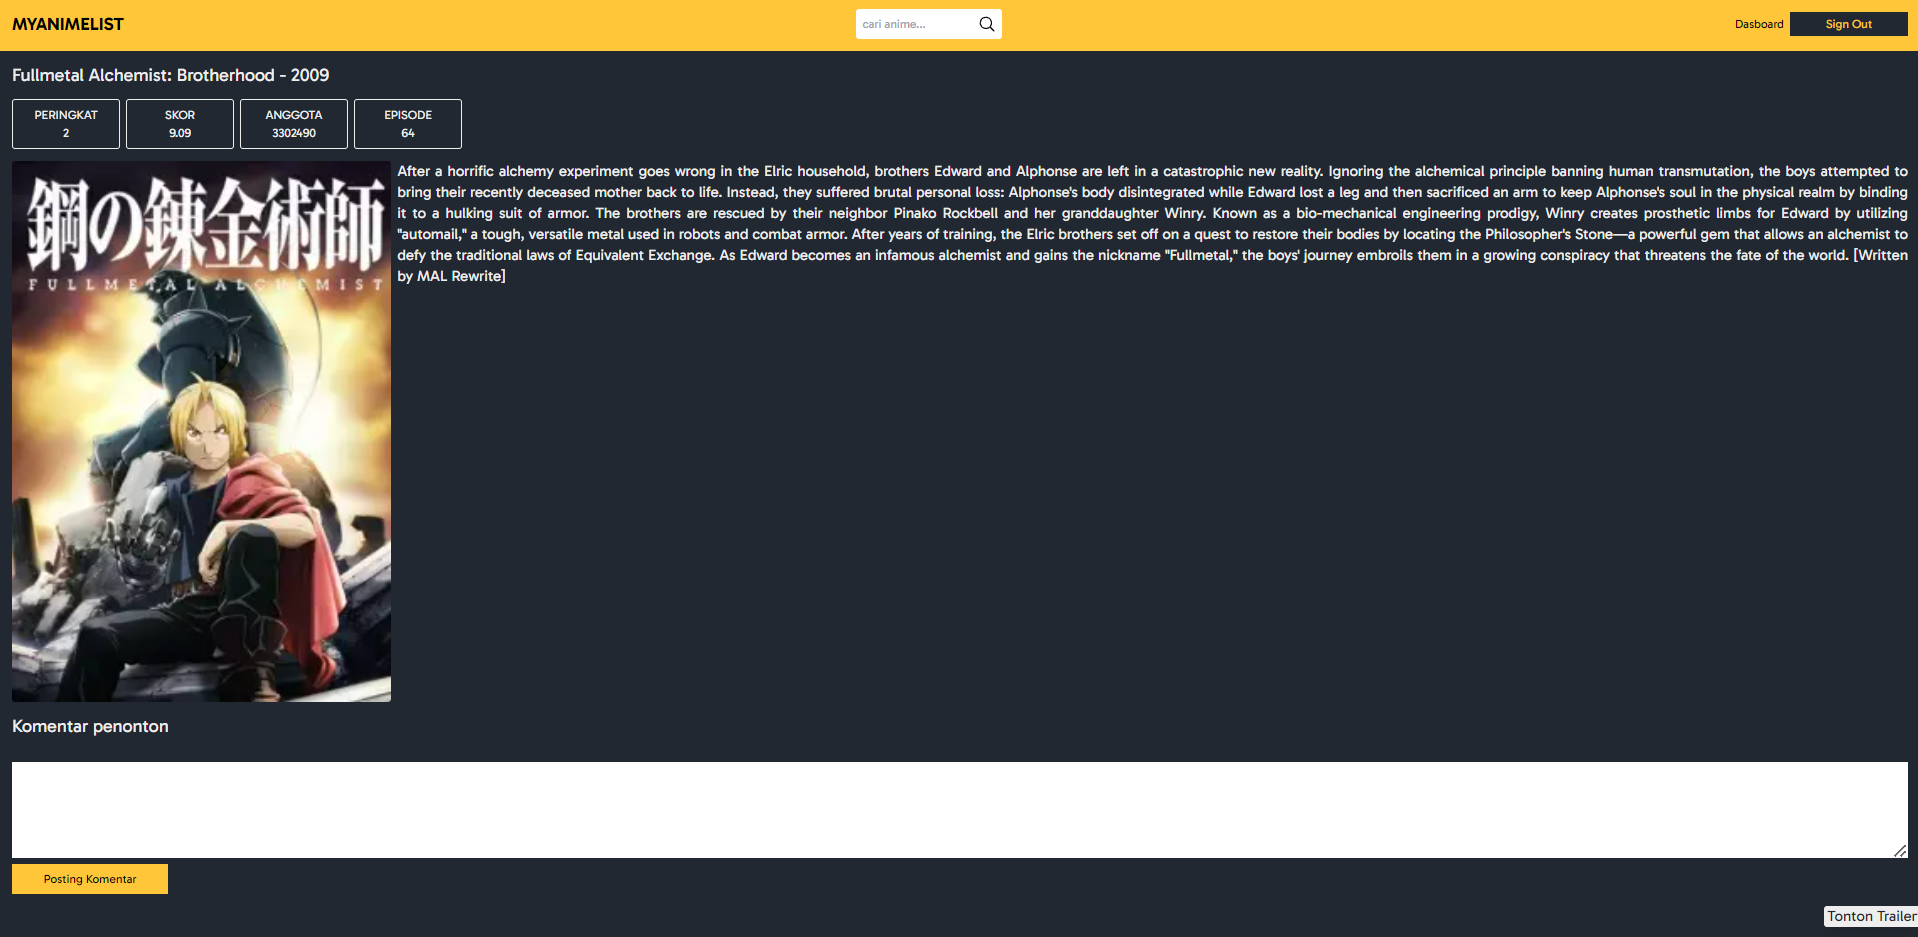 MYANIMELIST
cari anime...
Dasboard
Sign Out
Fullmetal Alchemist: Brotherhood - 2009
PERINGKAT
2
SKOR
9.09
ANGGOTA
3302490
EPISODE
64
鋼の錬金術師
FULLMETAL ALCHEMIST
After a horrific alchemy experiment goes wrong in the Elric household, brothers Edward and Alphonse are left in a catastrophic new reality. Ignoring the alchemical principle banning human transmutation, the boys attempted to
bring their recently deceased mother back to life. Instead, they suffered brutal personal loss: Alphonse's body disintegrated while Edward lost a leg and then sacrificed an arm to keep Alphonse's soul in the physical realm by binding
it to a hulking suit of armor. The brothers are rescued by their neighbor Pinako Rockbell and her granddaughter Winry. Known as a bio-mechanical engineering prodigy, Winry creates prosthetic limbs for Edward by utilizing
"automail," a tough, versatile metal used in robots and combat armor. After years of training, the Elric brothers set off on a quest to restore their bodies by locating the Philosopher's Stone—a powerful gem that allows an alchemist to
defy the traditional laws of Equivalent Exchange. As Edward becomes an infamous alchemist and gains the nickname "Fullmetal," the boys' journey embroils them in a growing conspiracy that threatens the fate of the world. [Written
by MAL Rewrite]
Komentar penonton
Posting Komentar
Tonton Trailer